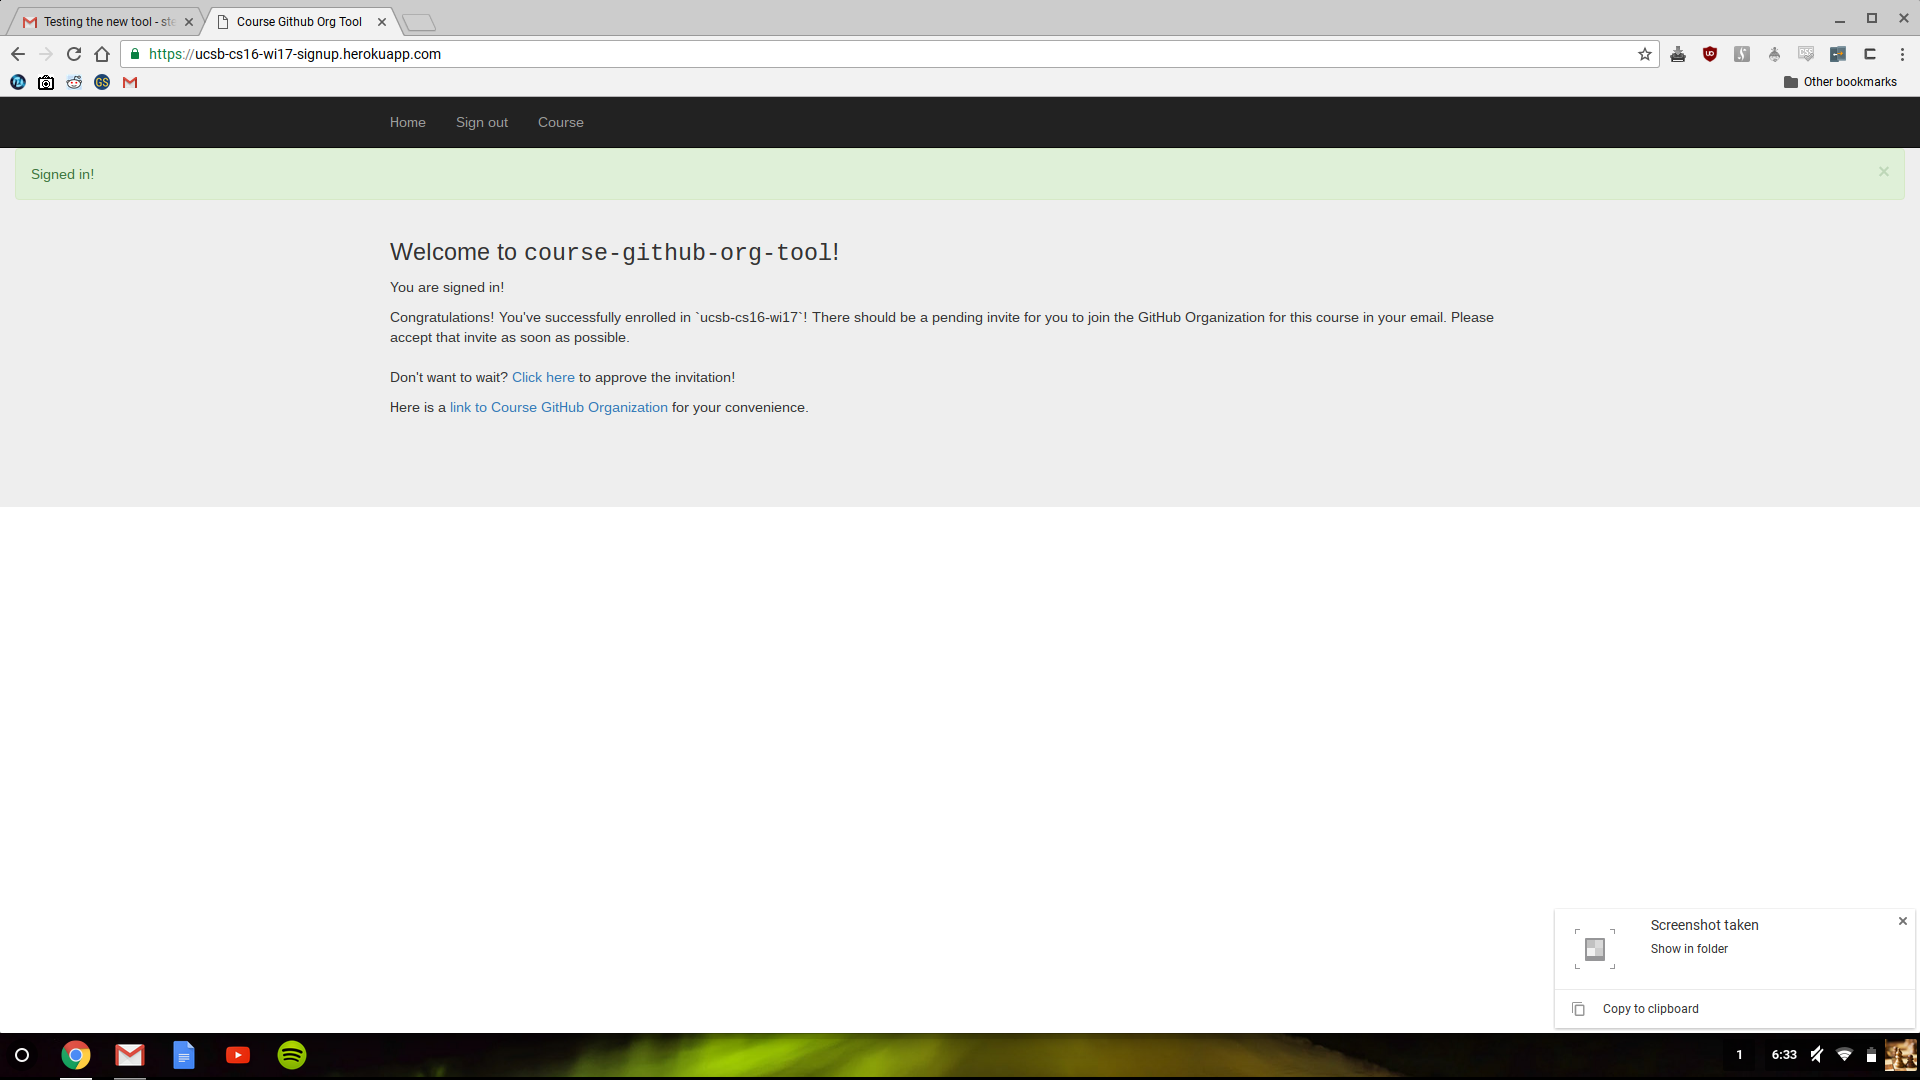 Testing the new tool - ste
Course Github Org Tool
https://ucsb-cs16-wi17-signup.herokuapp.com
GS
Other bookmarks
Home Sign out Course
Signed in!
Welcome to course-github-org-tool!
You are signed in!
Congratulations! You've successfully enrolled in `ucsb-cs16-wi17`! There should be a pending invite for you to join the GitHub Organization for this course in your email. Please
accept that invite as soon as possible.
Don't want to wait? Click here to approve the invitation!
Here is a link to Course GitHub Organization for your convenience.
Screenshot taken
Show in folder
Copy to clipboard
1 6:33